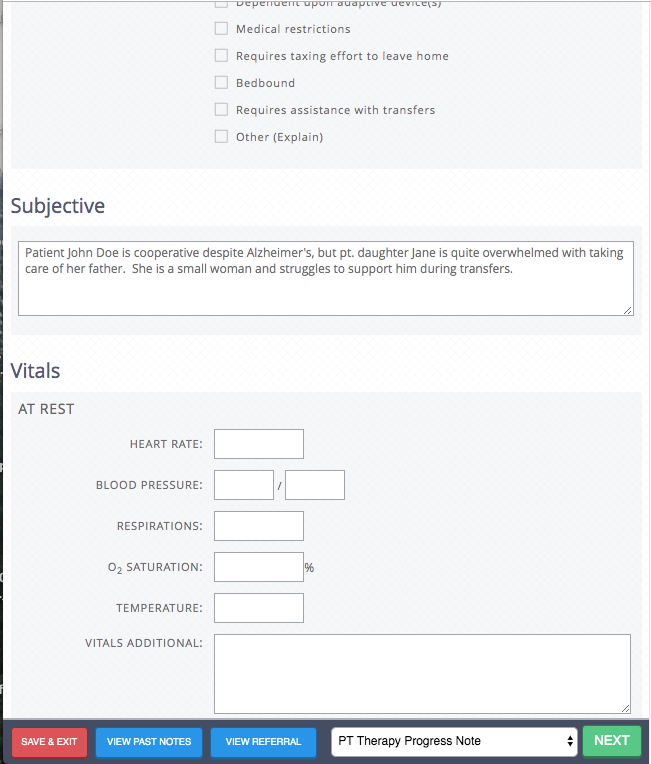 Dependent upon adaptive device(s)
Medical restrictions
Requires taxing effort to leave home
Bedbound
Requires assistance with transfers
Other (Explain)
Subjective
Patient John Doe is cooperative despite Alzheimer's, but pt. daughter Jane is quite overwhelmed with taking
care of her father.  She is a small woman and struggles to support him during transfers.
Vitals
AT REST
HEART RATE:
BLOOD PRESSURE: /
RESPIRATIONS:
O2 SATURATION: %
TEMPERATURE:
VITALS ADDITIONAL:
SAVE & EXIT VIEW PAST NOTES VIEW REFERRAL PT Therapy Progress Note NEXT